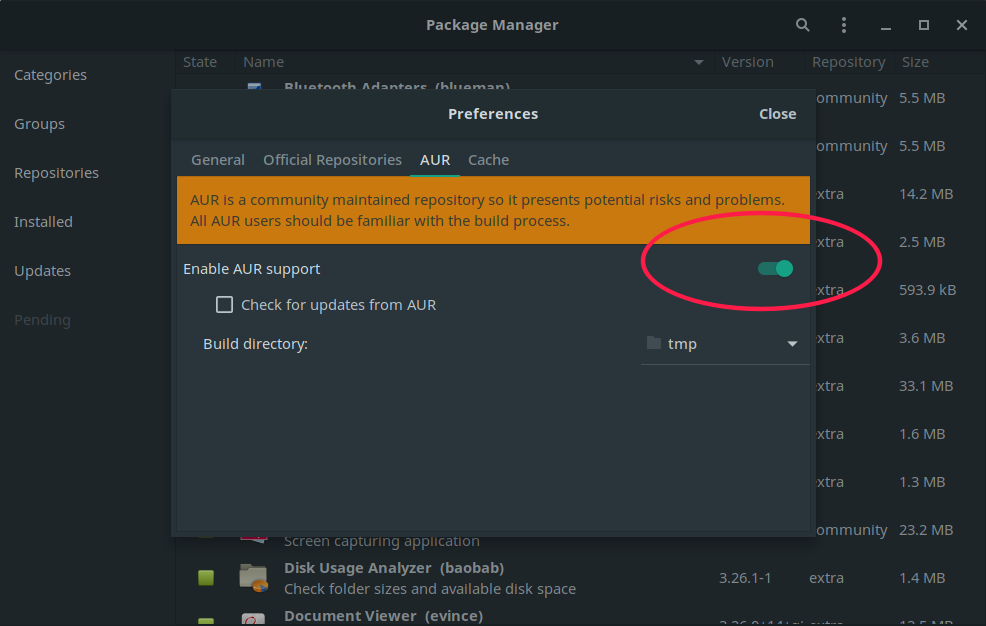 Package Manager
Categories
Groups
Repositories
Installed
Updates
Pending
State Name Version Repository Size
Bluetooth Adapters (blueman)
ommunity 5.5 MB
ommunity 5.5 MB
extra 14.2 MB
extra 2.5 MB
extra 593.9 kB
extra 3.6 MB
extra 33.1 MB
extra 1.6 MB
extra 1.3 MB
ommunity 23.2 MB
Preferences
Close
General Official Repositories AUR Cache
AUR is a community maintained repository so it presents potential risks and problems.
All AUR users should be familiar with the build process.
Enable AUR support
Check for updates from AUR
Build directory: tmp
Screen capturing application
Disk Usage Analyzer (baobab)
Check folder sizes and available disk space
3.26.1-1 extra 1.4 MB
Document Viewer (evince)